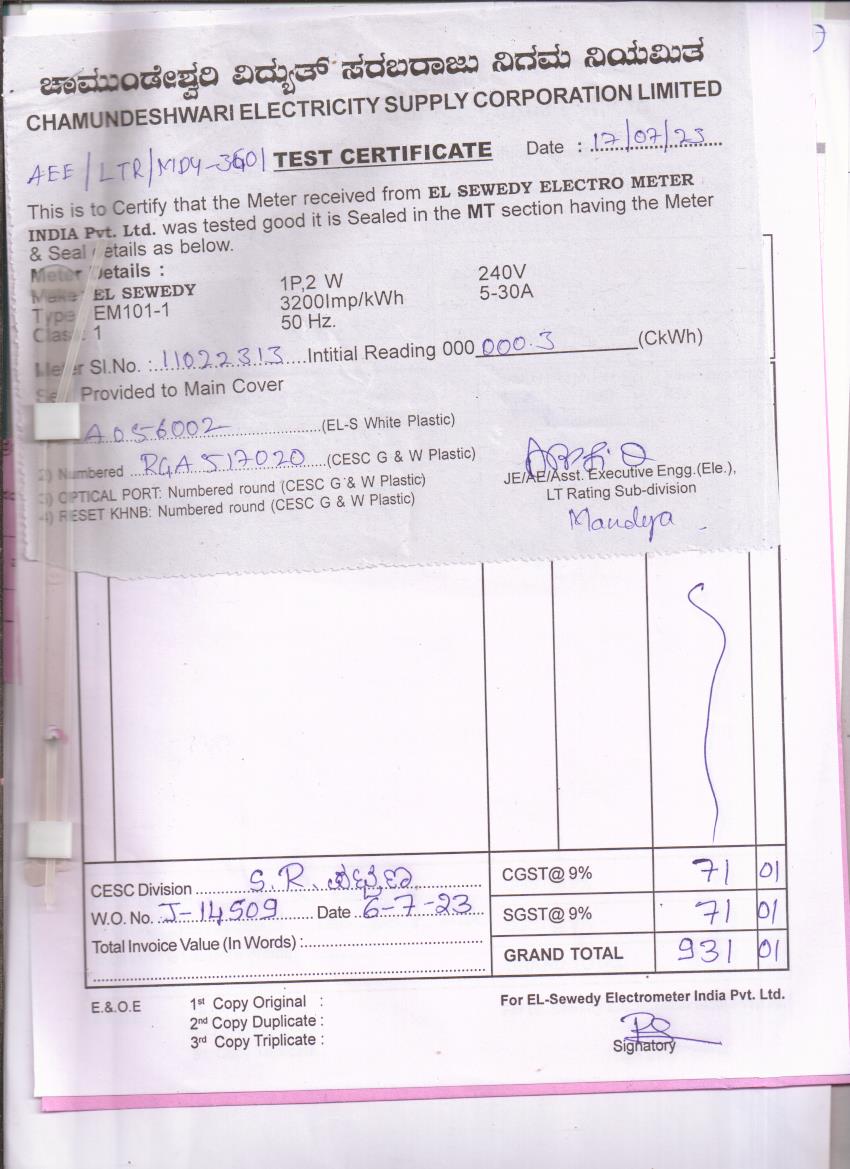 ಚಾಮುಂಡೇಶ್ವರಿ ವಿದ್ಯುತ್ ಸರಬರಾಜು ನಿಗಮ ನಿಯಮಿತ
CHAMUNDESHWARI ELECTRICITY SUPPLY CORPORATION LIMITED
AEE/LTR/MDY-3601 TEST CERTIFICATE Date : 17/07/23
This is to Certify that the Meter received from EL SEWEDY ELECTRO METER
INDIA Pvt. Ltd. was tested good it is Sealed in the MT section having the Meter
& Seal details as below.
Meter Details :
Make EL SEWEDY 1P,2 W 240V
Type EM101-1 3200Imp/kWh 5-30A
Class : 1 50 Hz.
Meter Sl.No. : 11022313 Intitial Reading 000 000.3 (CkWh)
Seal Provided to Main Cover
A056002 (EL-S White Plastic)
2) Numbered RGA 517020 (CESC G & W Plastic)
3) OPTICAL PORT: Numbered round (CESC G & W Plastic)
4) RESET KHNB: Numbered round (CESC G & W Plastic)
JE/AE/Asst. Executive Engg.(Ele.),
LT Rating Sub-division
Mandya
CGST@ 9% 71 01
CESC Division S. R.
W.O. No. J-14509 Date 6-7-23
SGST@ 9% 71 01
Total Invoice Value (In Words) :
GRAND TOTAL 931 01
E.&.O.E 1st Copy Original :
2nd Copy Duplicate :
3rd Copy Triplicate :
For EL-Sewedy Electrometer India Pvt. Ltd.
Signatory